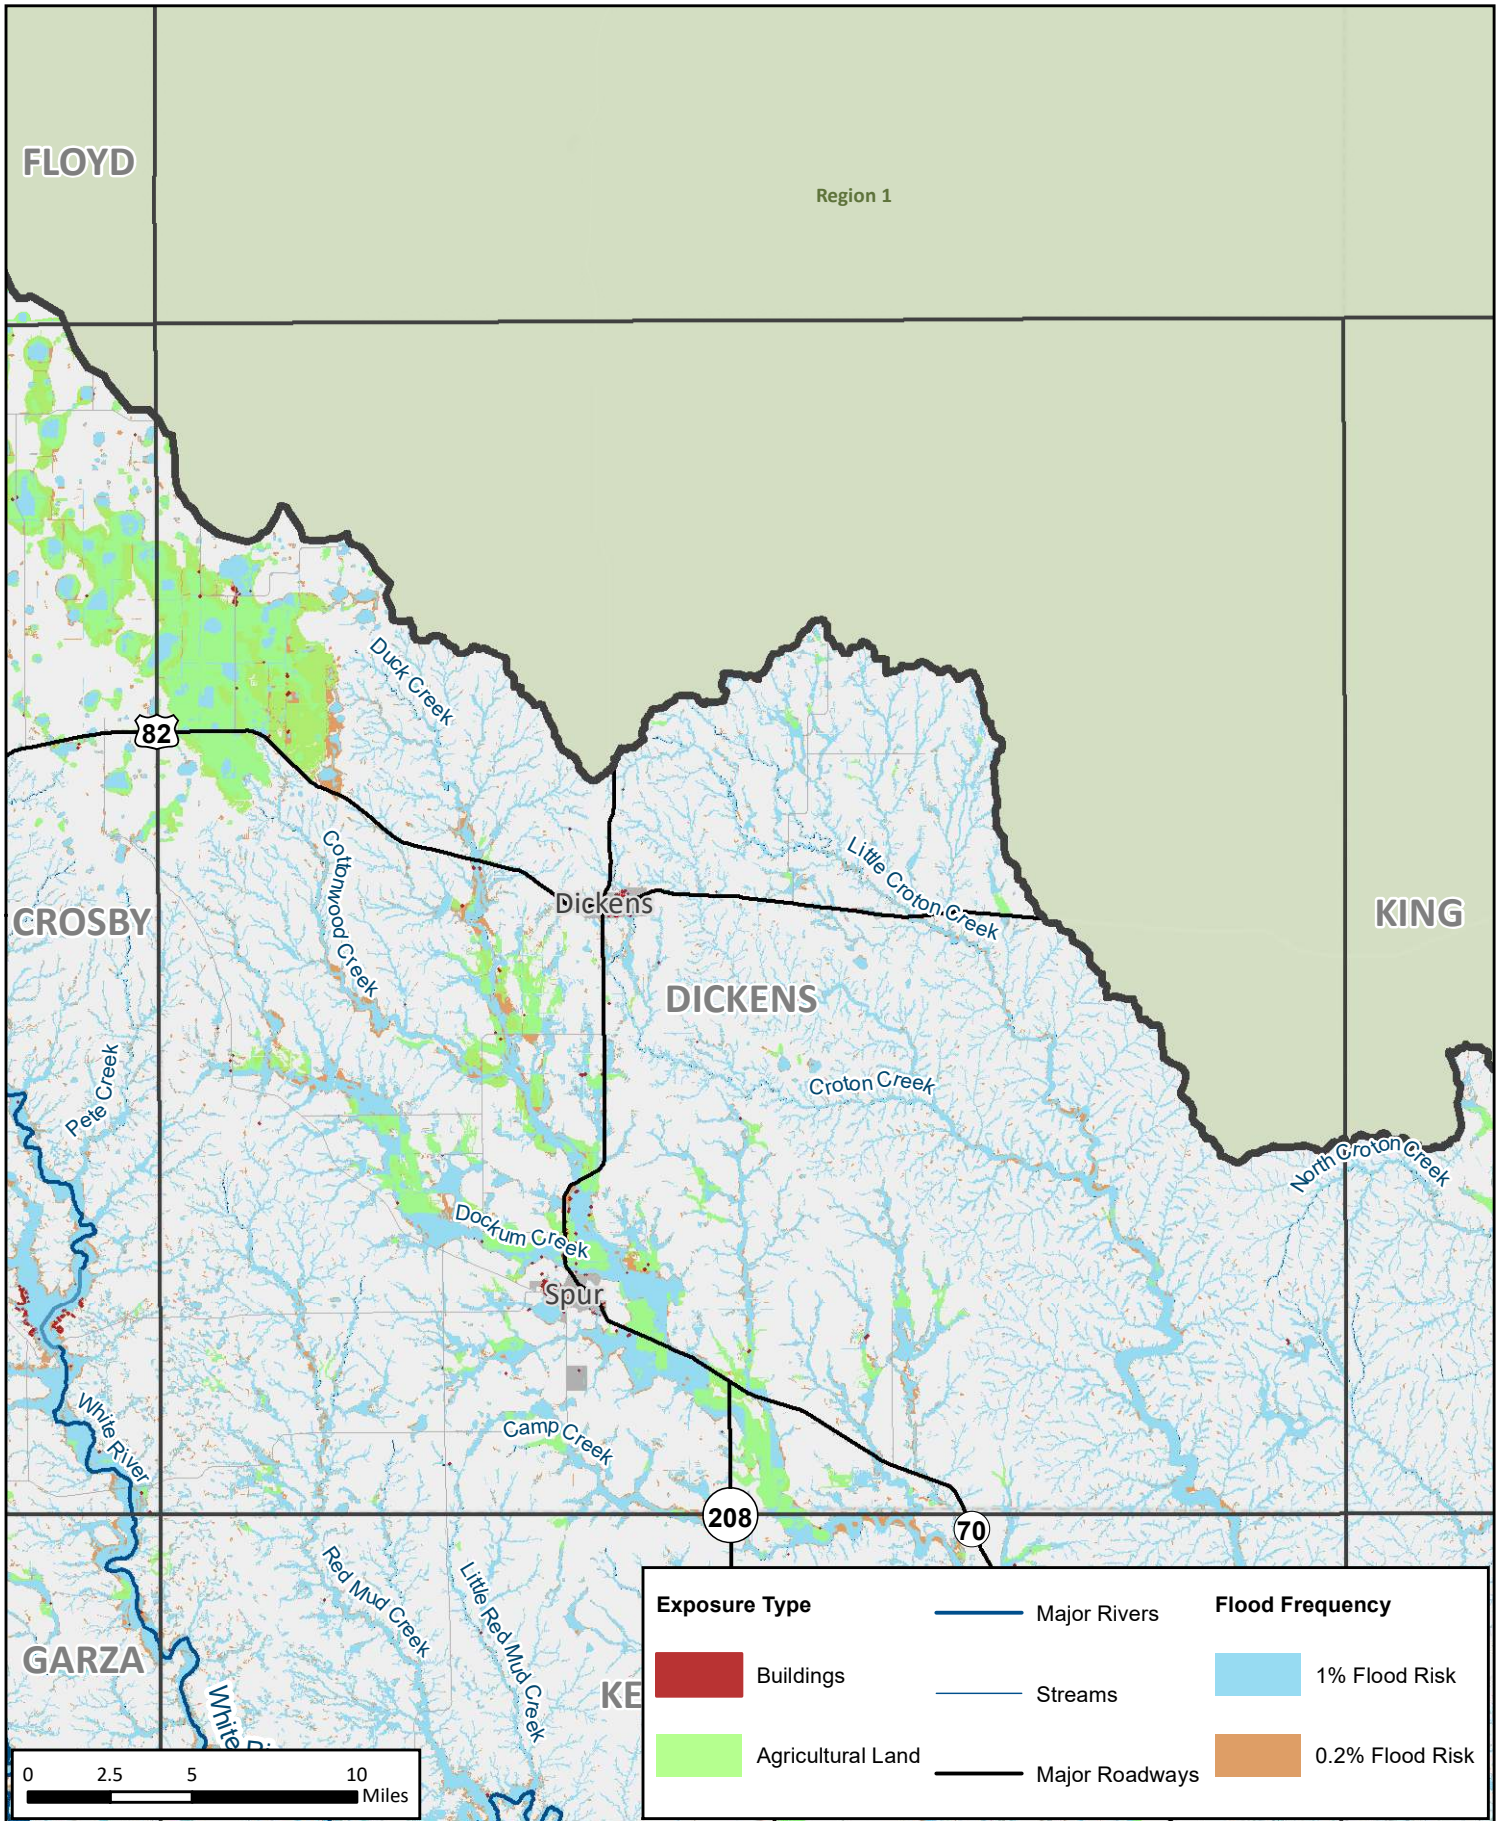 FLOYD
Region 1
Duck Creek
82
Cottonwood Creek
Little Croton Creek
Dickens
CROSBY
KING
DICKENS
Pete Creek
Croton Creek
North Croton Creek
Dockum Creek
Spur
White River
Camp Creek
208
70
Red Mud Creek
Little Red Mud Creek
GARZA
KE
White Ri
Exposure Type
Buildings
Agricultural Land
Major Rivers
Streams
Major Roadways
Flood Frequency
1% Flood Risk
0.2% Flood Risk
0 2.5 5 10
Miles